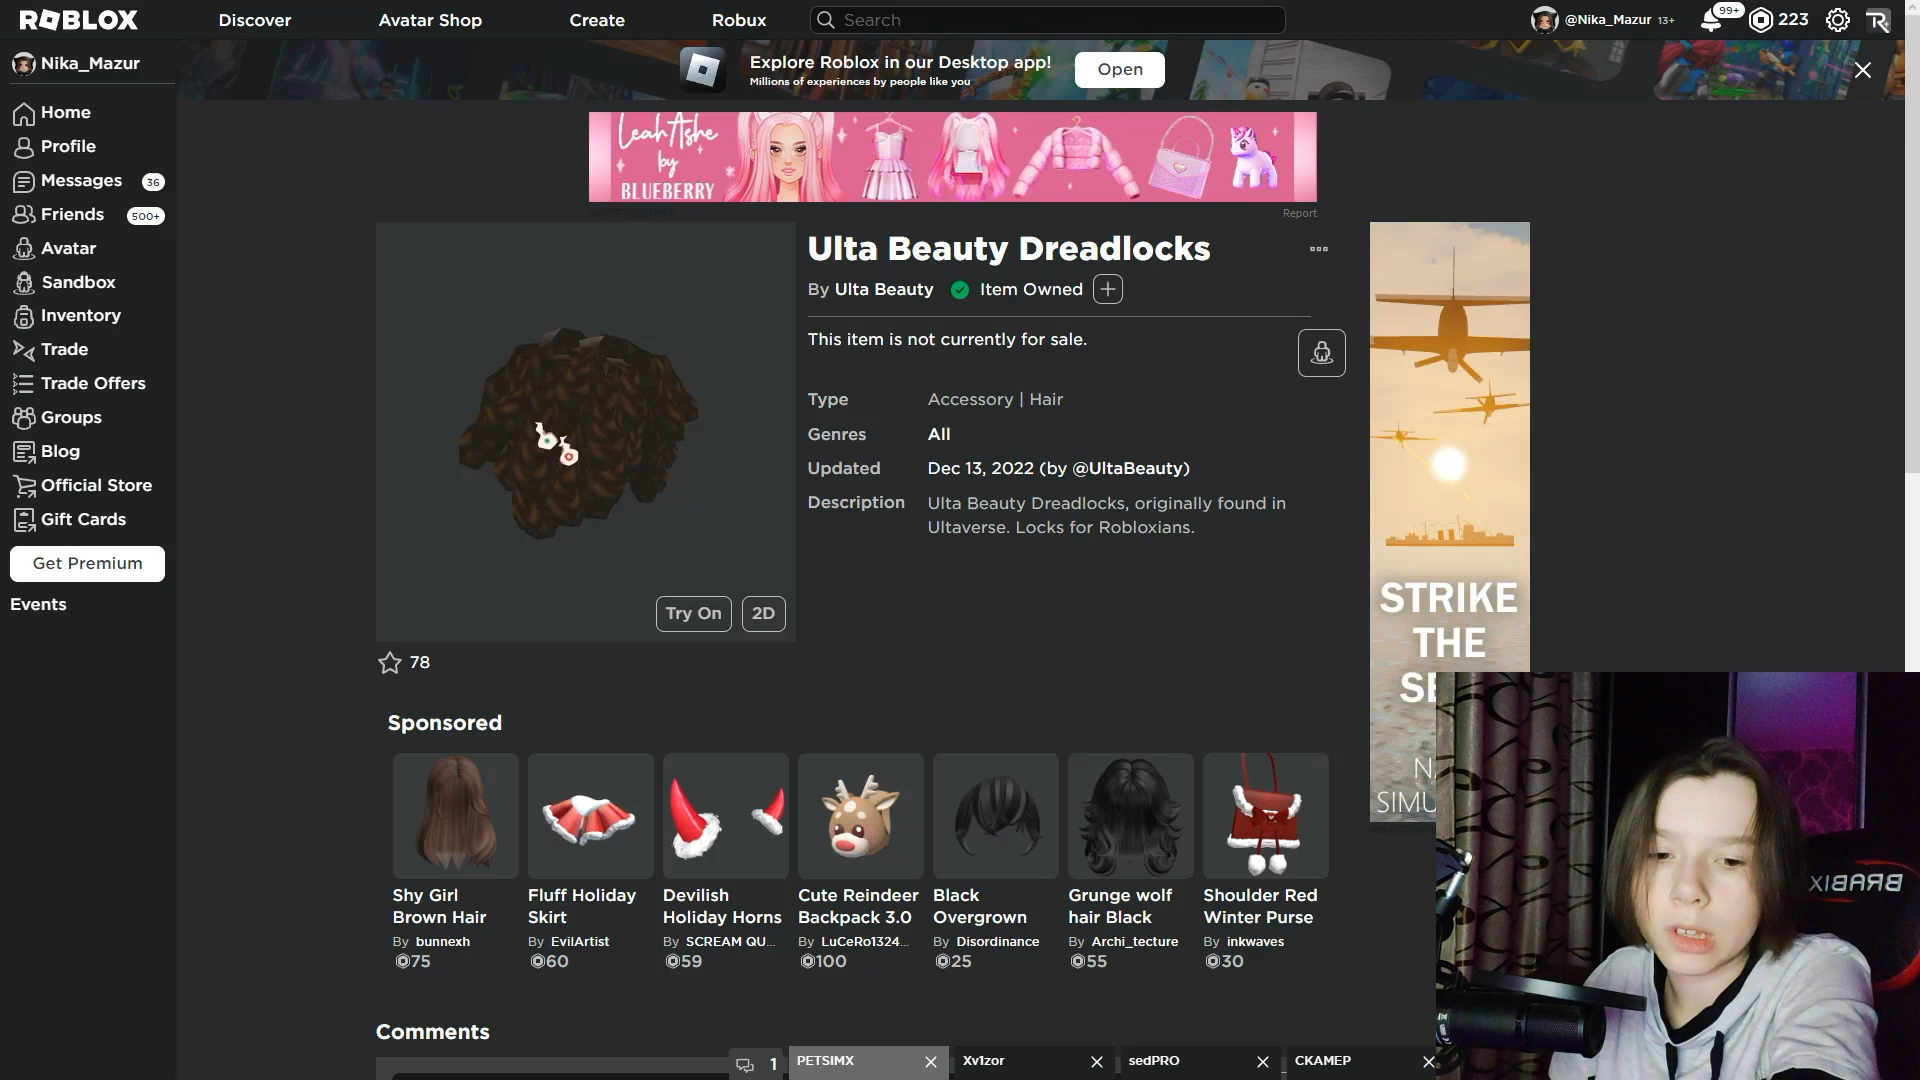 ROBLOX
Discover
Avatar Shop
Create
Robux
Search
@Nika_Mazur 13+
99+
223
Nika_Mazur
Explore Roblox in our Desktop app!
Millions of experiences by people like you
Open
Home
Profile
Messages 36
Friends 500+
Avatar
Sandbox
Inventory
Trade
Trade Offers
Groups
Blog
Official Store
Gift Cards
Get Premium
Events
LeahAshe
by
BLUEBERRY
ADVERTISEMENT
Report
Ulta Beauty Dreadlocks
By Ulta Beauty
Item Owned
This item is not currently for sale.
Type Accessory | Hair
Genres All
Updated Dec 13, 2022 (by @UltaBeauty)
Description Ulta Beauty Dreadlocks, originally found in
Ultaverse. Locks for Robloxians.
Try On
2D
78
STRIKE
THE
SE
NA
SIMU
Sponsored
Shy Girl
Brown Hair
By bunnexh
75
Fluff Holiday
Skirt
By EvilArtist
60
Devilish
Holiday Horns
By SCREAM QU...
59
Cute Reindeer
Backpack 3.0
By LuCeRo1324...
100
Black
Overgrown
By Disordinance
25
Grunge wolf
hair Black
By Archi_tecture
55
Shoulder Red
Winter Purse
By inkwaves
30
BRABIX
Comments
1
PETSIMX
Xv1zor
sedPRO
СКАМЕР